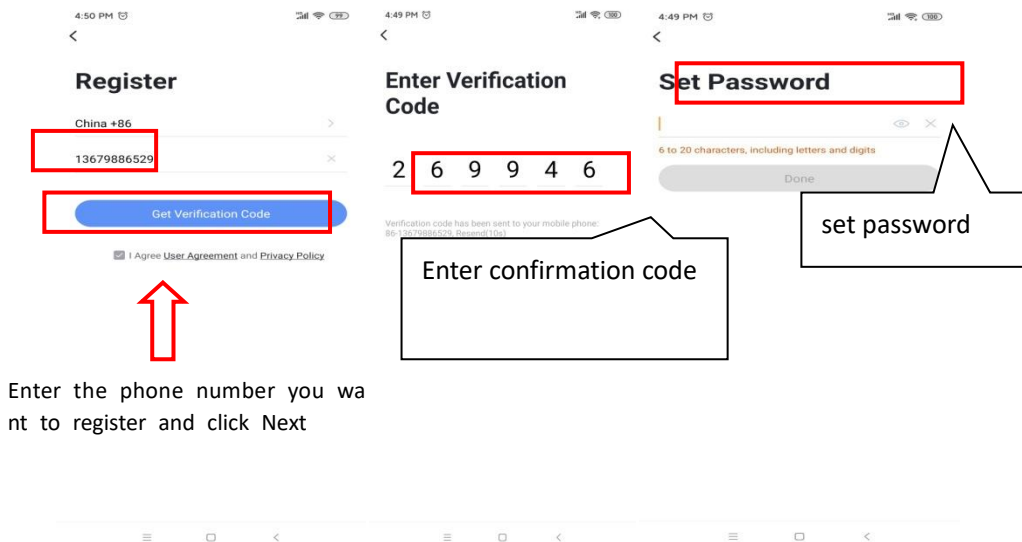 4:50 PM
99
Register
China +86
13679886529
Get Verification Code
I Agree User Agreement and Privacy Policy
Enter the phone number you wa
nt to register and click Next
4:49 PM
100
Enter Verification
Code
2 6 9 9 4 6
Verification code has been sent to your mobile phone:
86-13679886529, Resend(10s)
Enter confirmation code
4:49 PM
100
Set Password
6 to 20 characters, including letters and digits
Done
set password